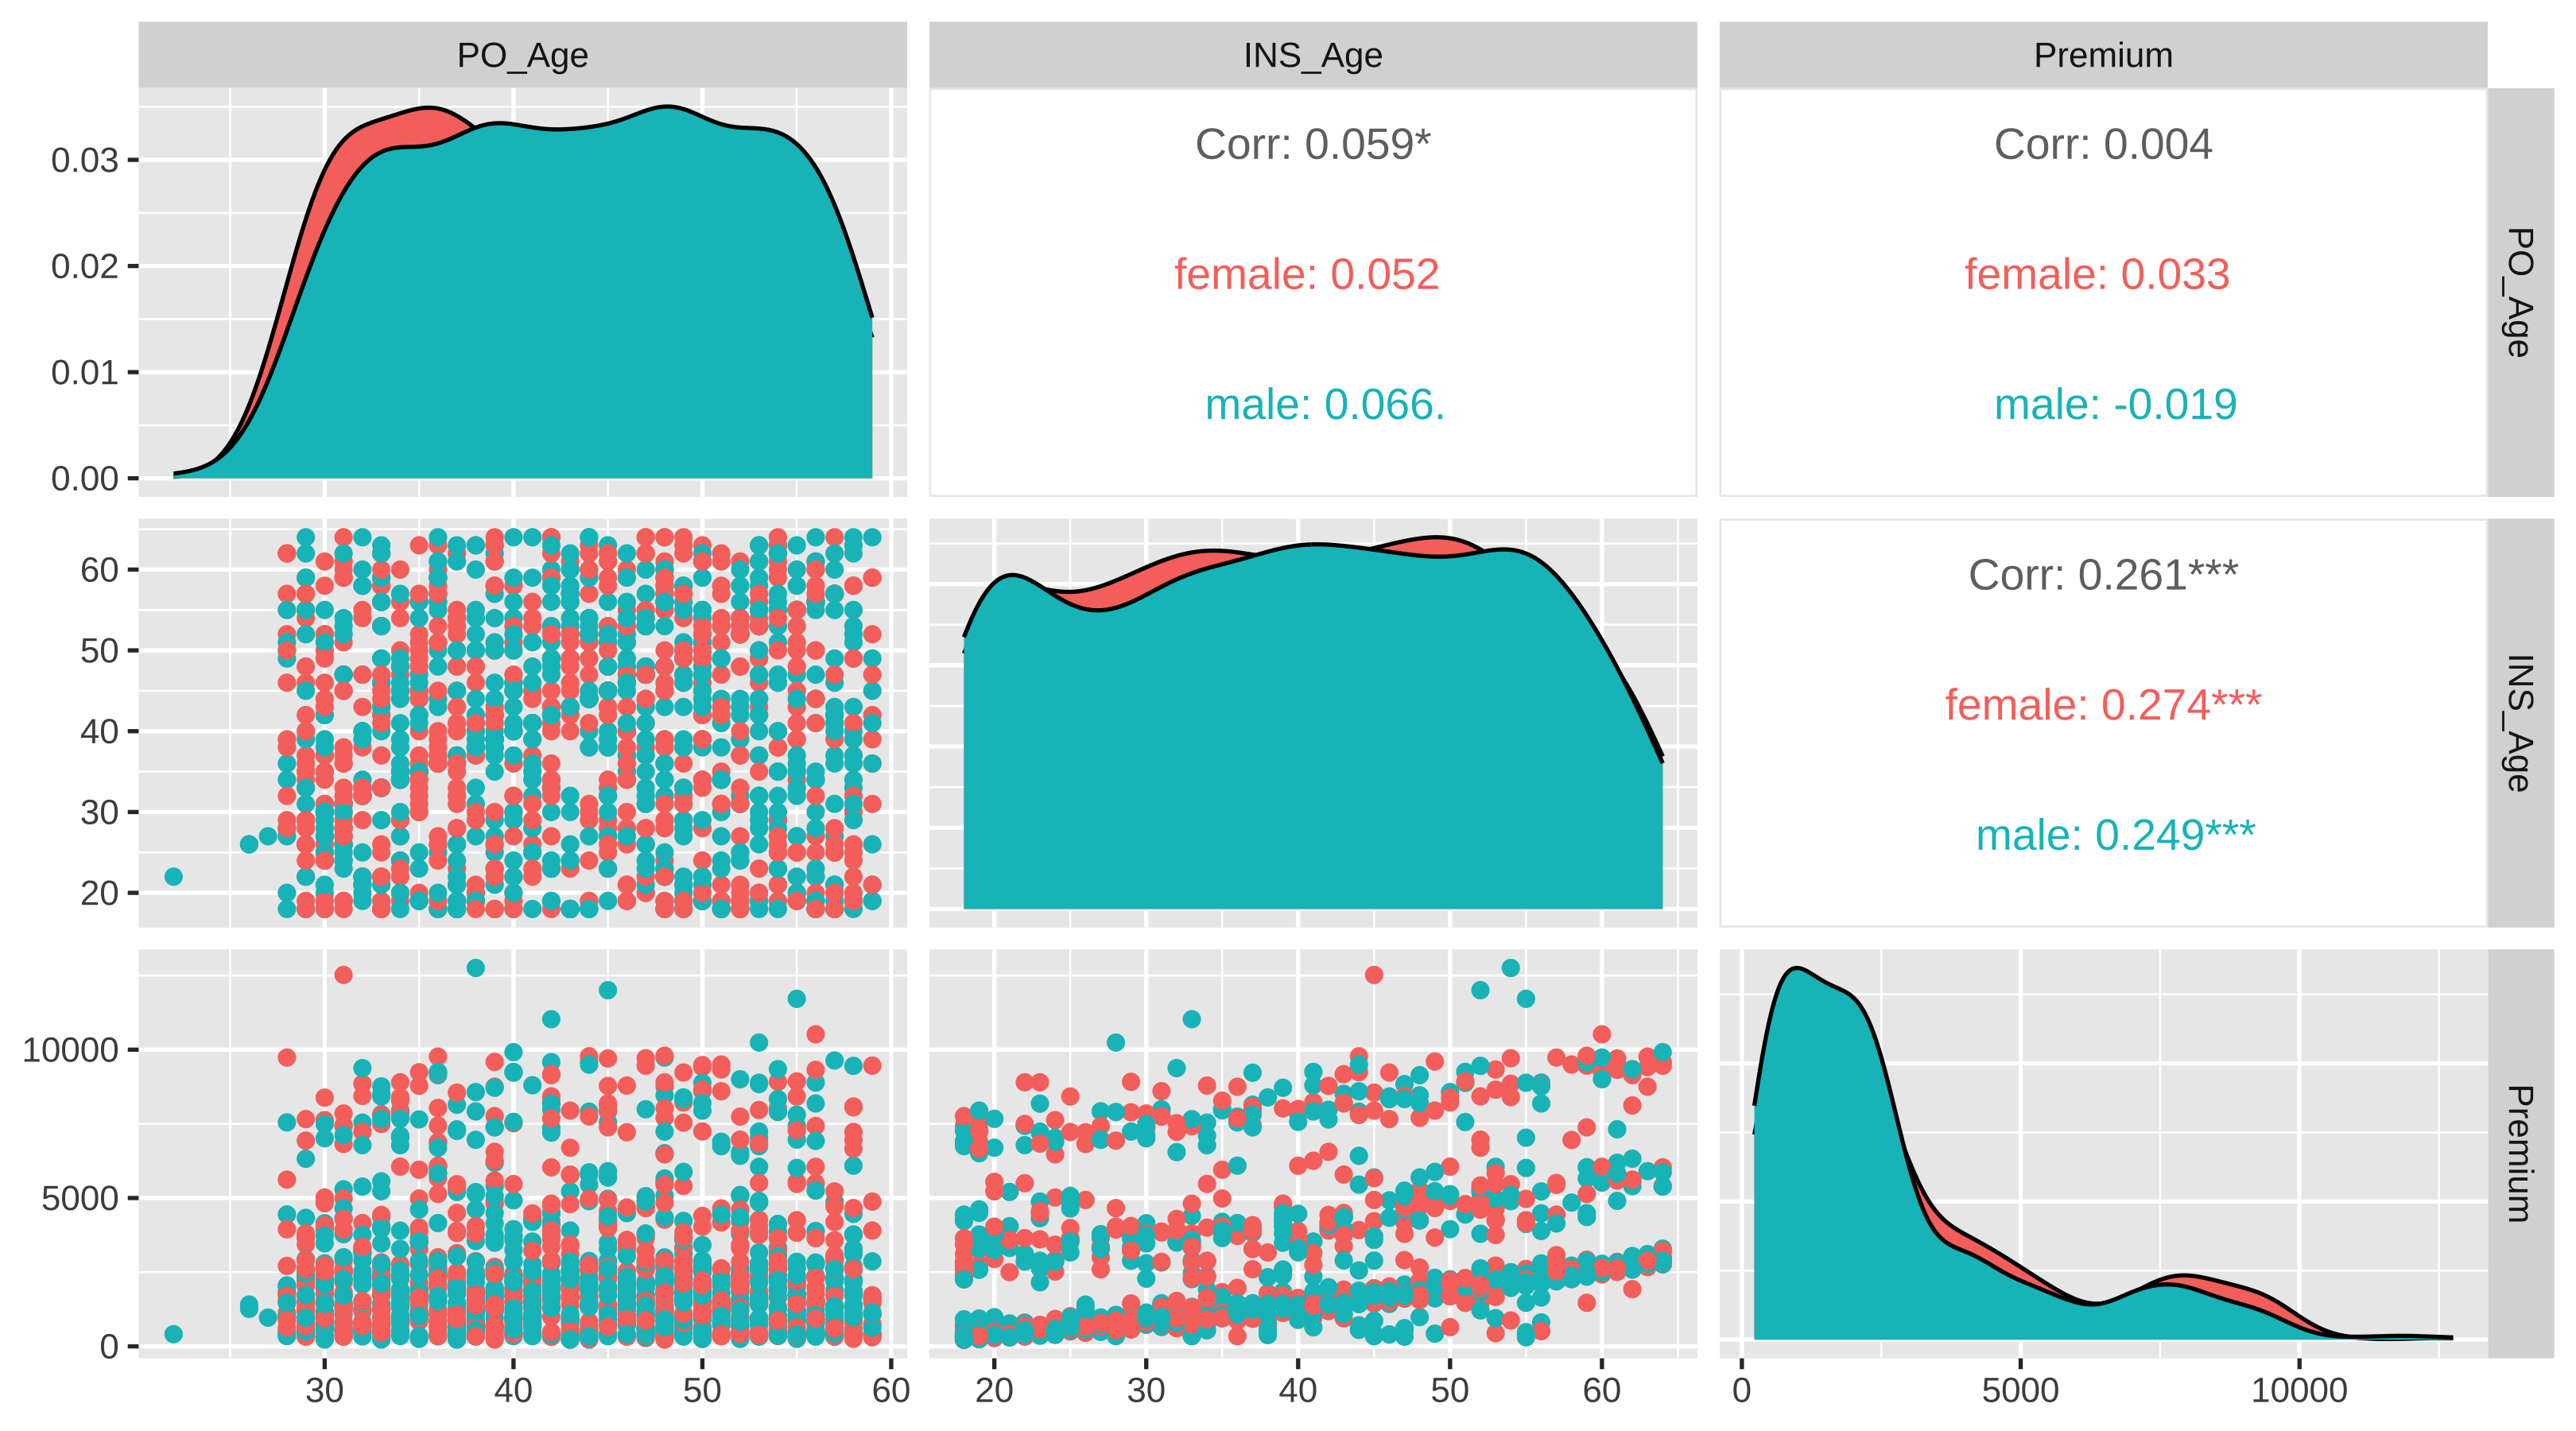 PO_Age
INS_Age
Premium
0.03
0.02
0.01
0.00
Corr: 0.059*
female: 0.052
male: 0.066.
Corr: 0.004
female: 0.033
male: -0.019
PO_Age
60
50
40
30
20
Corr: 0.261***
female: 0.274***
male: 0.249***
INS_Age
10000
5000
0
Premium
30
40
50
60
20
30
40
50
60
0
5000
10000